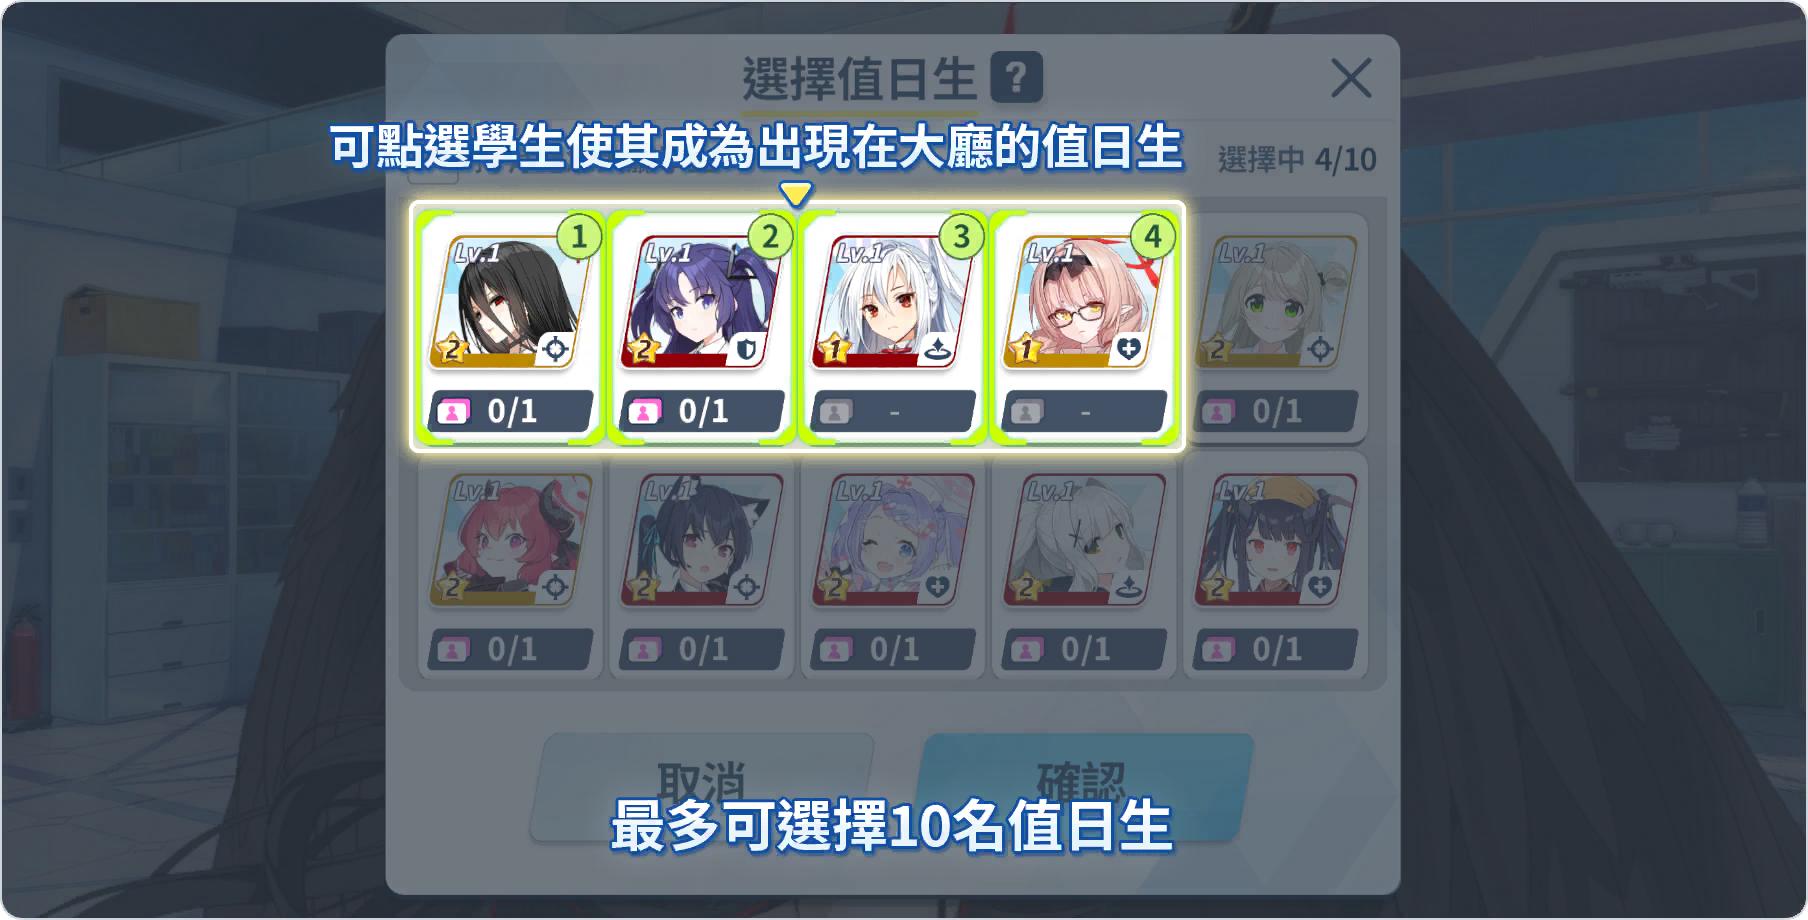 選擇值日生 ?
可點選學生使其成為出現在大廳的值日生
選擇中 4/10
1 2 3 4
Lv.1 Lv.1 Lv.1 Lv.1 Lv.1
2 2 1 1 2
0/1 0/1 - - 0/1
Lv.1 Lv.1 Lv.1 Lv.1 Lv.1
2 2 2 2 2
0/1 0/1 0/1 0/1 0/1
取消 確認
最多可選擇10名值日生